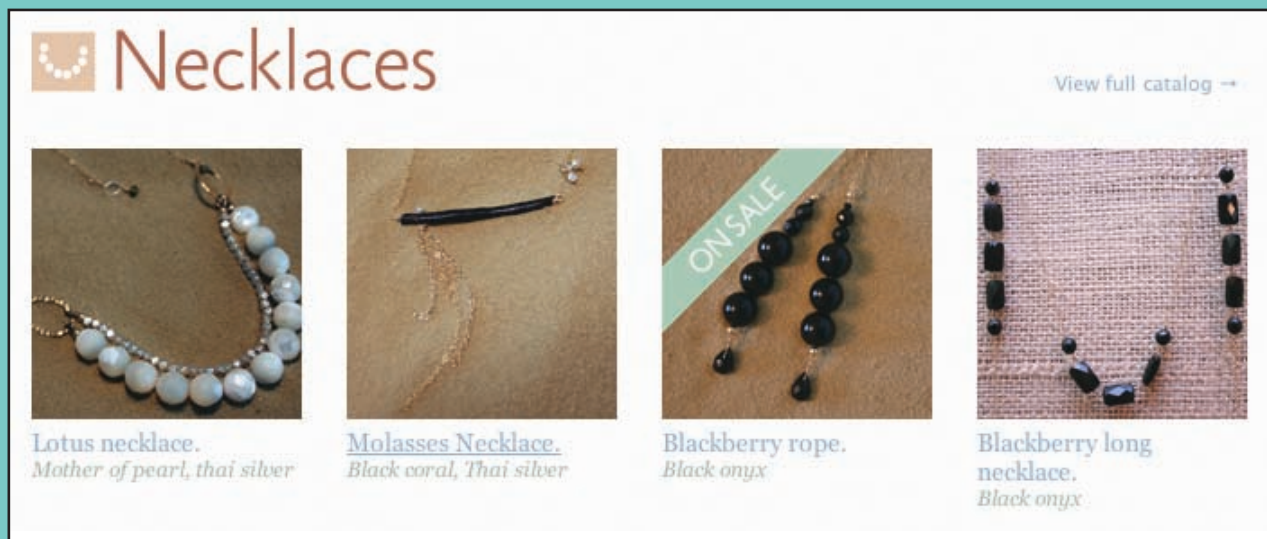 Necklaces
View full catalog →
ON SALE
Lotus necklace.
Mother of pearl, thai silver
Molasses Necklace.
Black coral, Thai silver
Blackberry rope.
Black onyx
Blackberry long
necklace.
Black onyx